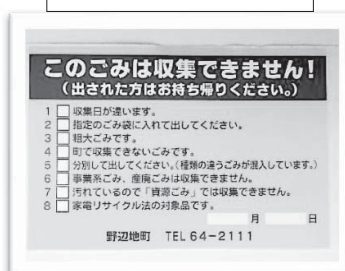 このごみは収集できません!
(出された方はお持ち帰りください。)
1 □ 収集日が違います。
2 □ 指定のごみ袋に入れて出してください。
3 □ 粗大ごみです。
4 □ 町で収集できないごみです。
5 □ 分別して出してください。(種類の違うごみが混入しています。)
6 □ 事業系ごみ、産廃ごみは収集できません。
7 □ 汚れているので「資源ごみ」では収集できません。
8 □ 家電リサイクル法の対象品です。
月 日
野辺地町 TEL 64-2111